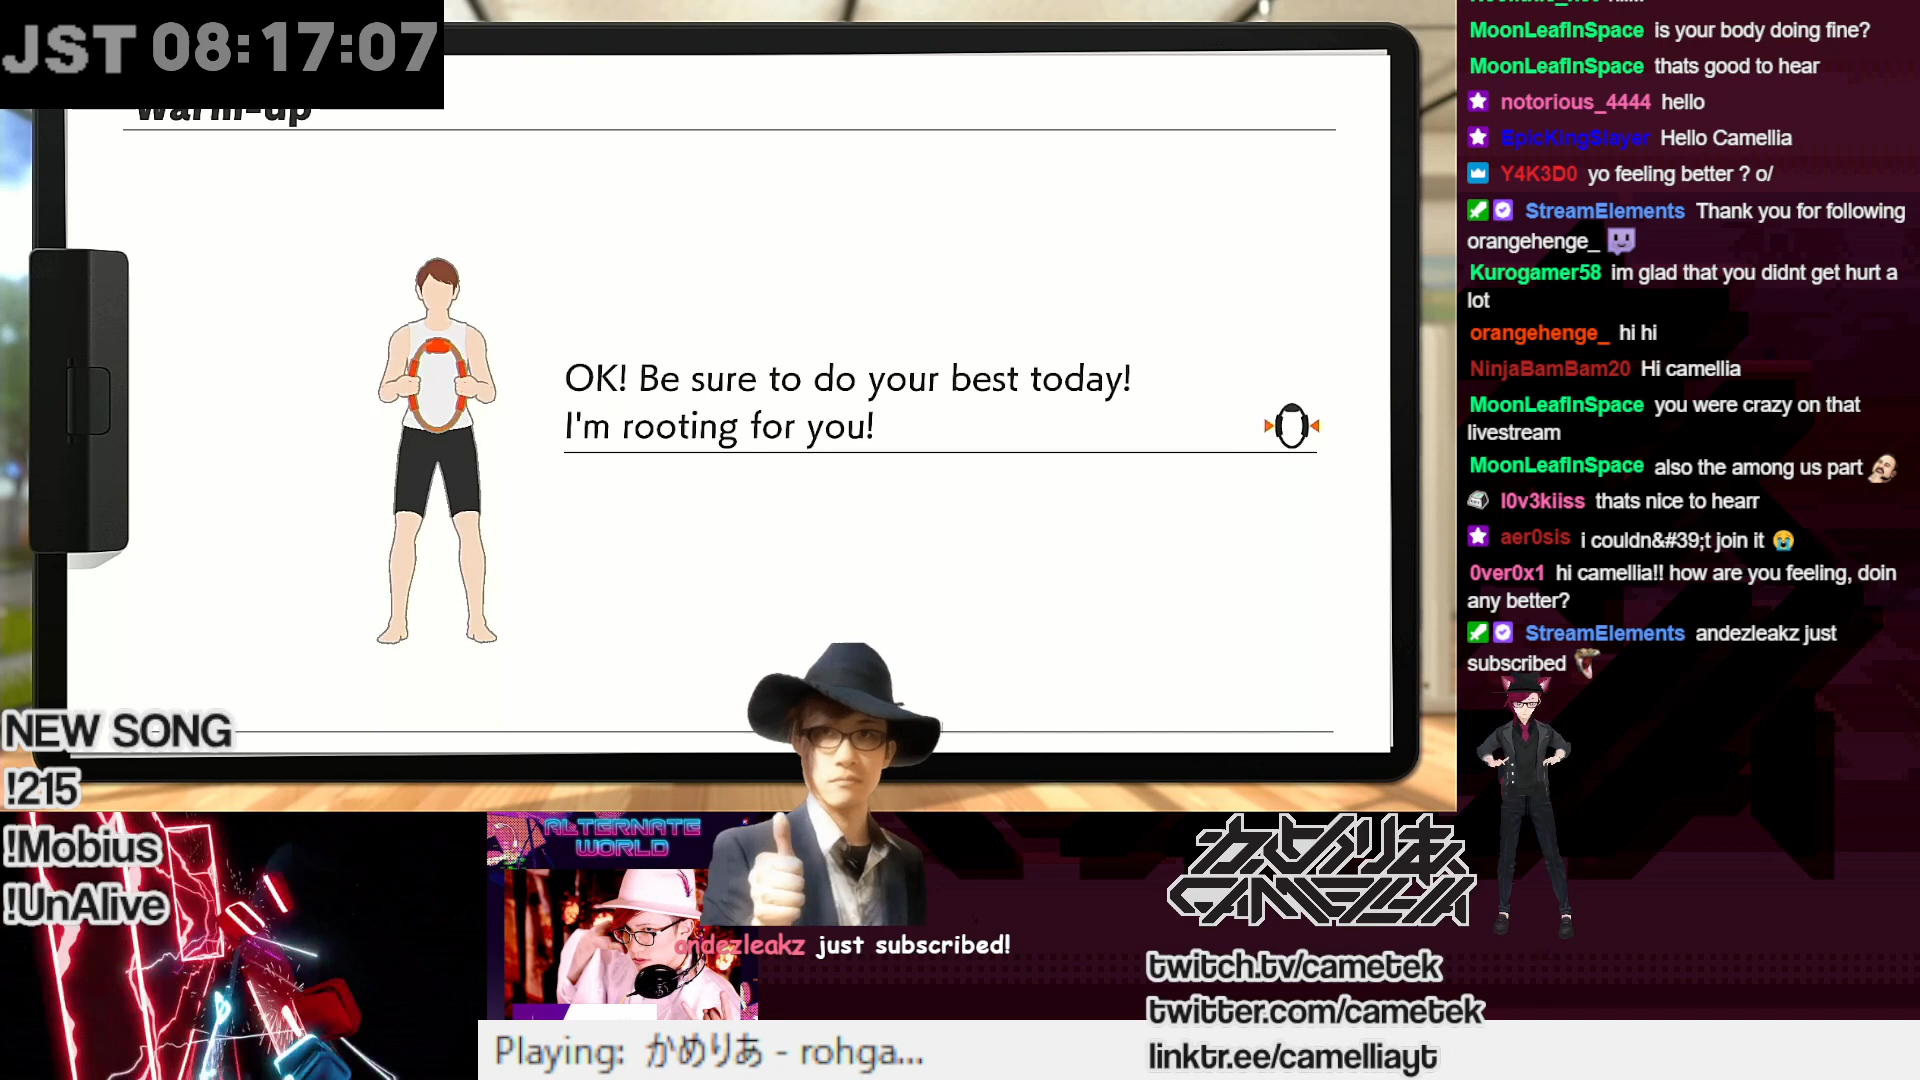 JST 08:17:07
Warm-up
OK! Be sure to do your best today!
I'm rooting for you!
MoonLeafInSpace is your body doing fine?
MoonLeafInSpace thats good to hear
notorious_4444 hello
EpicKingSlayer Hello Camellia
Y4K3D0 yo feeling better ? o/
StreamElements Thank you for following
orangehenge_
Kurogamer58 im glad that you didnt get hurt a
lot
orangehenge_ hi hi
NinjaBamBam20 Hi camellia
MoonLeafInSpace you were crazy on that
livestream
MoonLeafInSpace also the among us part
l0v3kiiss thats nice to hearr
aer0sis i couldn&#39;t join it 😭
0ver0x1 hi camellia!! how are you feeling, doin
any better?
StreamElements andezleakz just
subscribed
NEW SONG
!215
!Mobius
!UnAlive
ALTERNATE
WORLD
andezleakz just subscribed!
かめりあ
CAMELLIA
twitch.tv/cametek
twitter.com/cametek
linktr.ee/camelliayt
Playing: かめりあ - rohga...